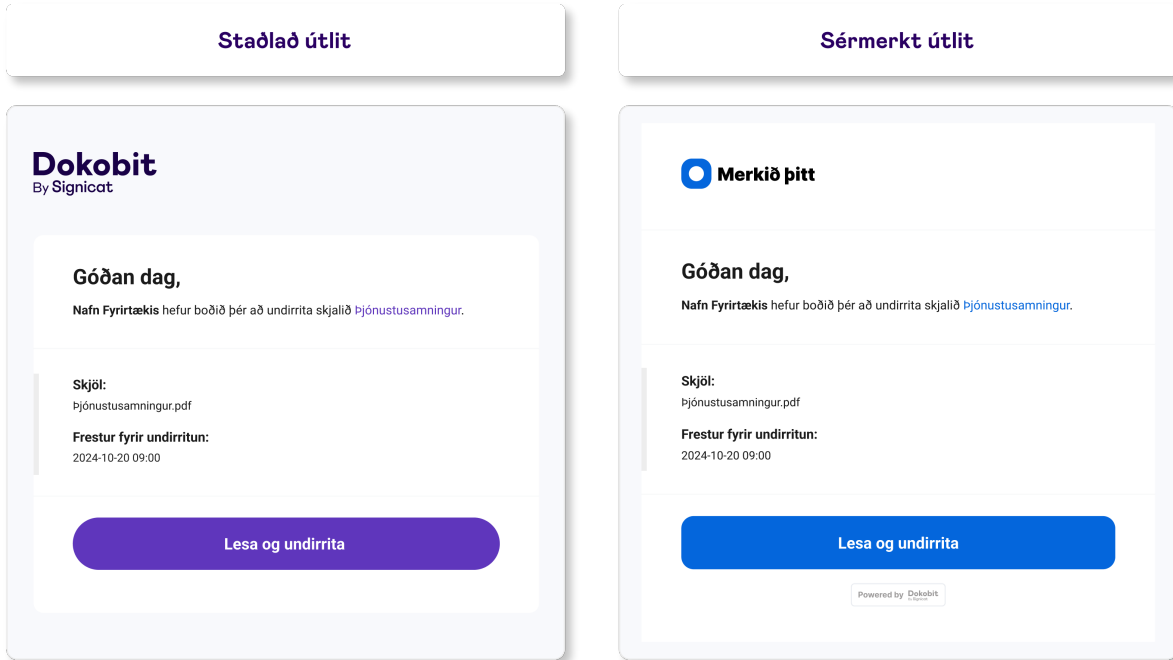 Staðlað útlit
Dokobit
By Signicat
Góðan dag,
Nafn Fyrirtækis hefur boðið þér að undirrita skjalið Þjónustusamningur.
Skjöl:
Þjónustusamningur.pdf
Frestur fyrir undirritun:
2024-10-20 09:00
Lesa og undirrita
Sérmerkt útlit
Merkið þitt
Góðan dag,
Nafn Fyrirtækis hefur boðið þér að undirrita skjalið Þjónustusamningur.
Skjöl:
Þjónustusamningur.pdf
Frestur fyrir undirritun:
2024-10-20 09:00
Lesa og undirrita
Powered by Dokobit
by Signicat